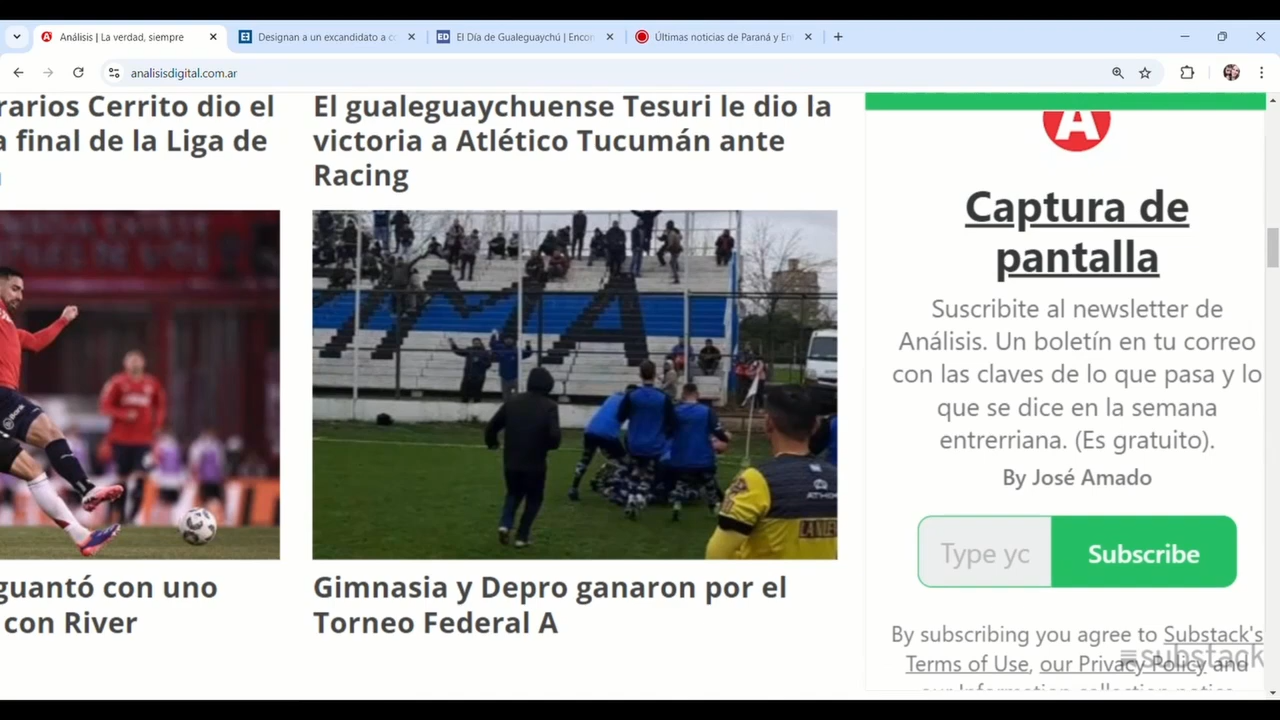 Análisis | La verdad, siempre
Designan a un excandidato a
El Día de Gualeguaychú | Encon
Últimas noticias de Paraná y En
analisisdigital.com.ar
rarios Cerrito dio el
a final de la Liga de
El gualeguaychuense Tesuri le dio la
victoria a Atlético Tucumán ante
Racing
guantó con uno
con River
Gimnasia y Depro ganaron por el
Torneo Federal A
A
Captura de
pantalla
Suscribite al newsletter de
Análisis. Un boletín en tu correo
con las claves de lo que pasa y lo
que se dice en la semana
entrerriana. (Es gratuito).
By José Amado
Type yc
Subscribe
By subscribing you agree to Substack's
Terms of Use, our Privacy Policy and
our Information collection notice
substack